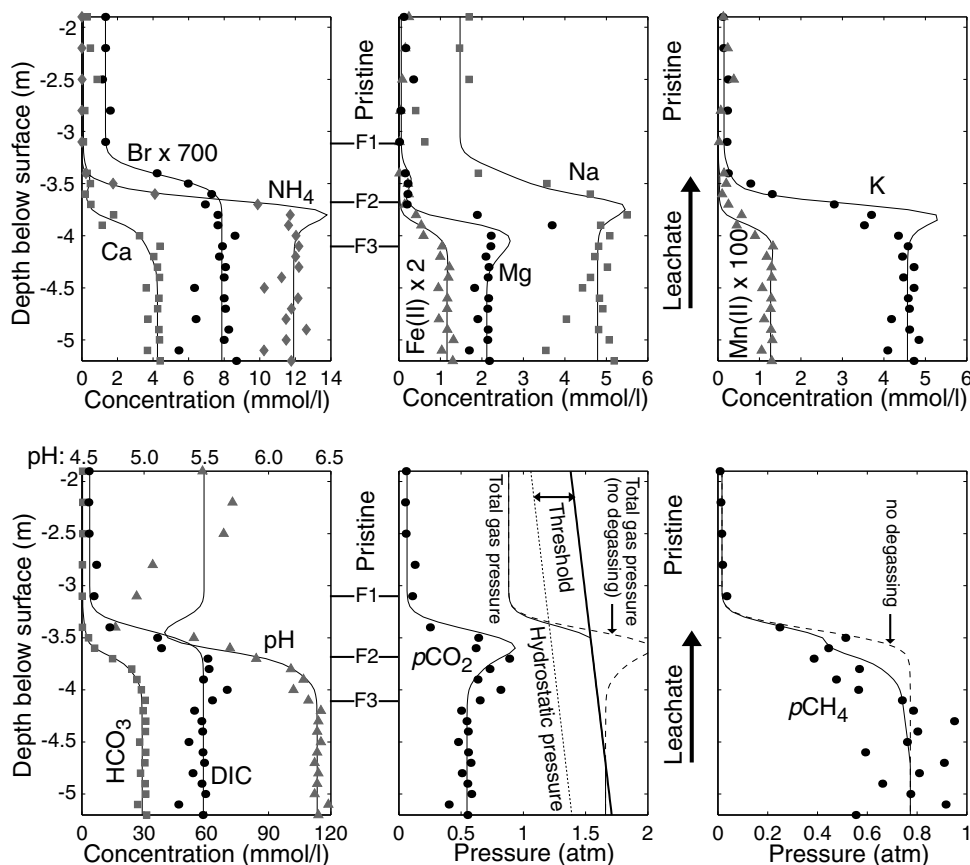 -2
-2.5
-3
-3.5
-4
-4.5
-5
Depth below surface (m)
Br x 700
NH4
Ca
0 2 4 6 8 10 12 14
Concentration (mmol/l)
Pristine
F1
F2
F3
Na
Mg
Fe(II) x 2
0 1 2 3 4 5 6
Concentration (mmol/l)
Pristine
Leachate
K
Mn(II) x 100
0 1 2 3 4 5 6
Concentration (mmol/l)
pH: 4.5 5.0 5.5 6.0 6.5
-2
-2.5
-3
-3.5
-4
-4.5
-5
Depth below surface (m)
pH
HCO3
DIC
0 30 60 90 120
Concentration (mmol/l)
Pristine
F1
F2
F3
Total gas pressure
Threshold
Total gas pressure
(no degassing)
pCO2
Hydrostatic pressure
0 0.5 1 1.5 2
Pressure (atm)
Pristine
Leachate
no degassing
pCH4
0 0.2 0.4 0.6 0.8 1
Pressure (atm)